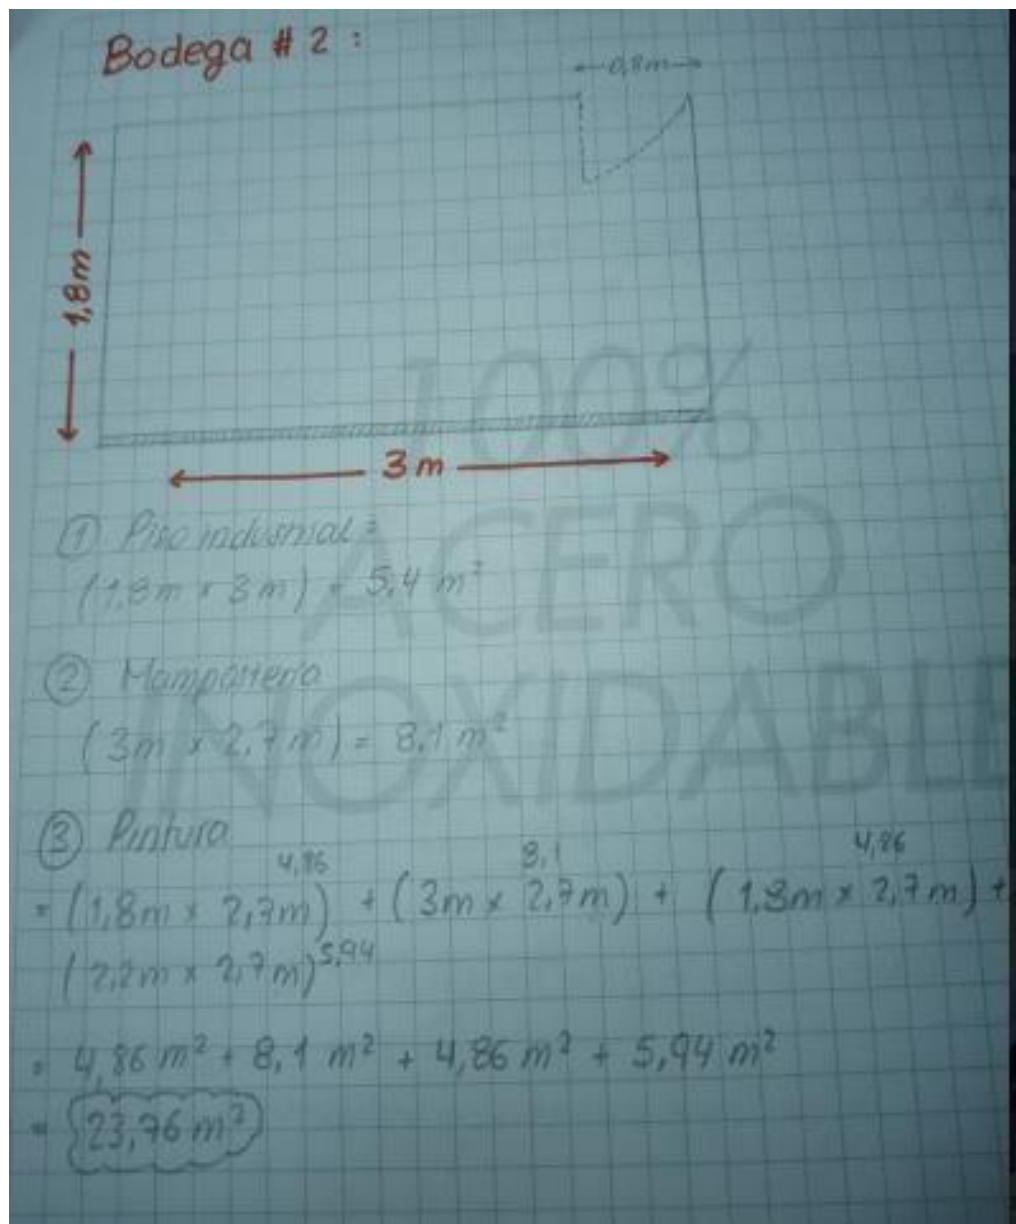 Bodega # 2 :
0,8m
1,8m
3 m
① Piso industrial:
(1,8m x 3m) = 5,4 m²
② Mampostería
(3m x 2,7m) = 8,1 m²
③ Pintura
4,86 8,1 4,86
= (1,8m x 2,7m) + (3m x 2,7m) + (1,8m x 2,7m) +
(2,2m x 2,7m) 5,94
= 4,86 m² + 8,1 m² + 4,86 m² + 5,94 m²
= 23,76 m²
100%
ACERO
INOXIDABLE